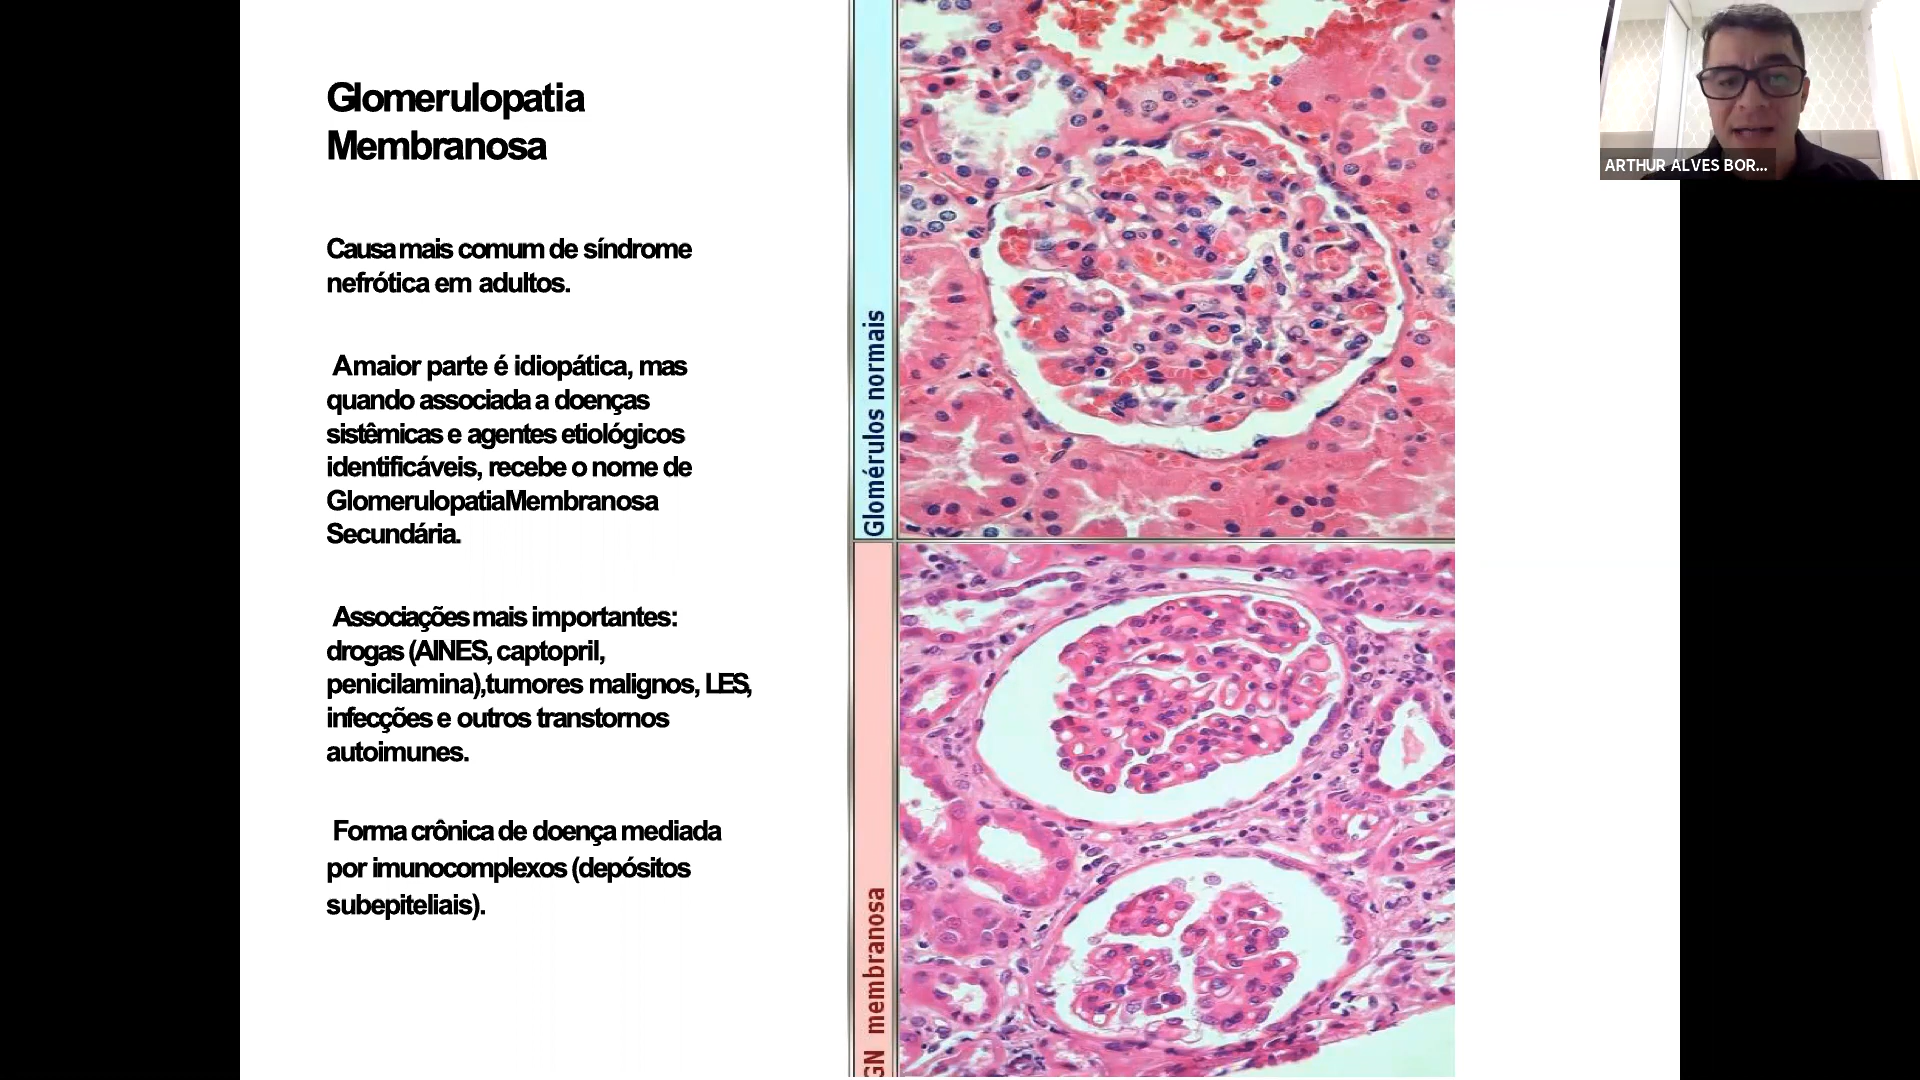 Glomerulopatia
Membranosa
Causa mais comum de síndrome
nefrótica em adultos.
A maior parte é idiopática, mas
quando associada a doenças
sistêmicas e agentes etiológicos
identificáveis, recebe o nome de
GlomerulopatiaMembranosa
Secundária.
Associações mais importantes:
drogas (AINES, captopril,
penicilamina),tumores malignos, LES,
infecções e outros transtornos
autoimunes.
Forma crônica de doença mediada
por imunocomplexos (depósitos
subepiteliais).
Glomérulos normais
GN membranosa
ARTHUR ALVES BOR...